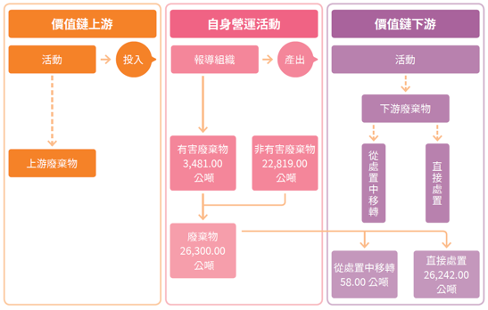 價值鏈上游
活動
投入
上游廢棄物
自身營運活動
報導組織
產出
有害廢棄物
3,481.00
公噸
非有害廢棄物
22,819.00
公噸
廢棄物
26,300.00
公噸
價值鏈下游
活動
下游廢棄物
從處置中移轉
直接處置
從處置中移轉
58.00 公噸
直接處置
26,242.00
公噸